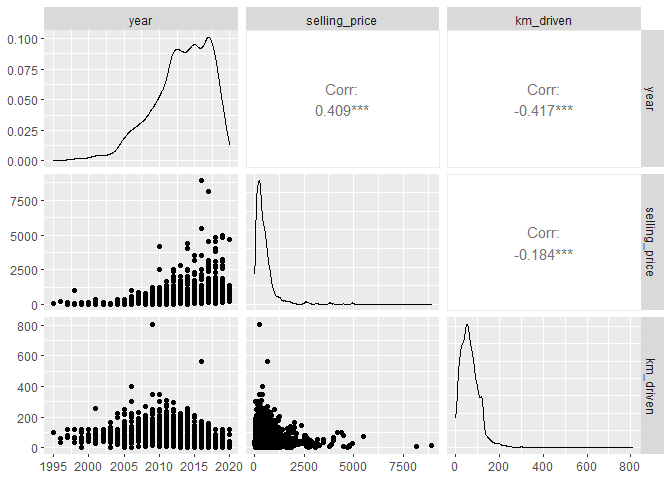 year selling_price km_driven
0.100
0.075
0.050
0.025
0.000
Corr:
0.409***
Corr:
-0.417***
year
7500
5000
2500
0
Corr:
-0.184***
selling_price
800
600
400
200
0
km_driven
1995 2000 2005 2010 2015 2020 0 2500 5000 7500 0 200 400 600 800